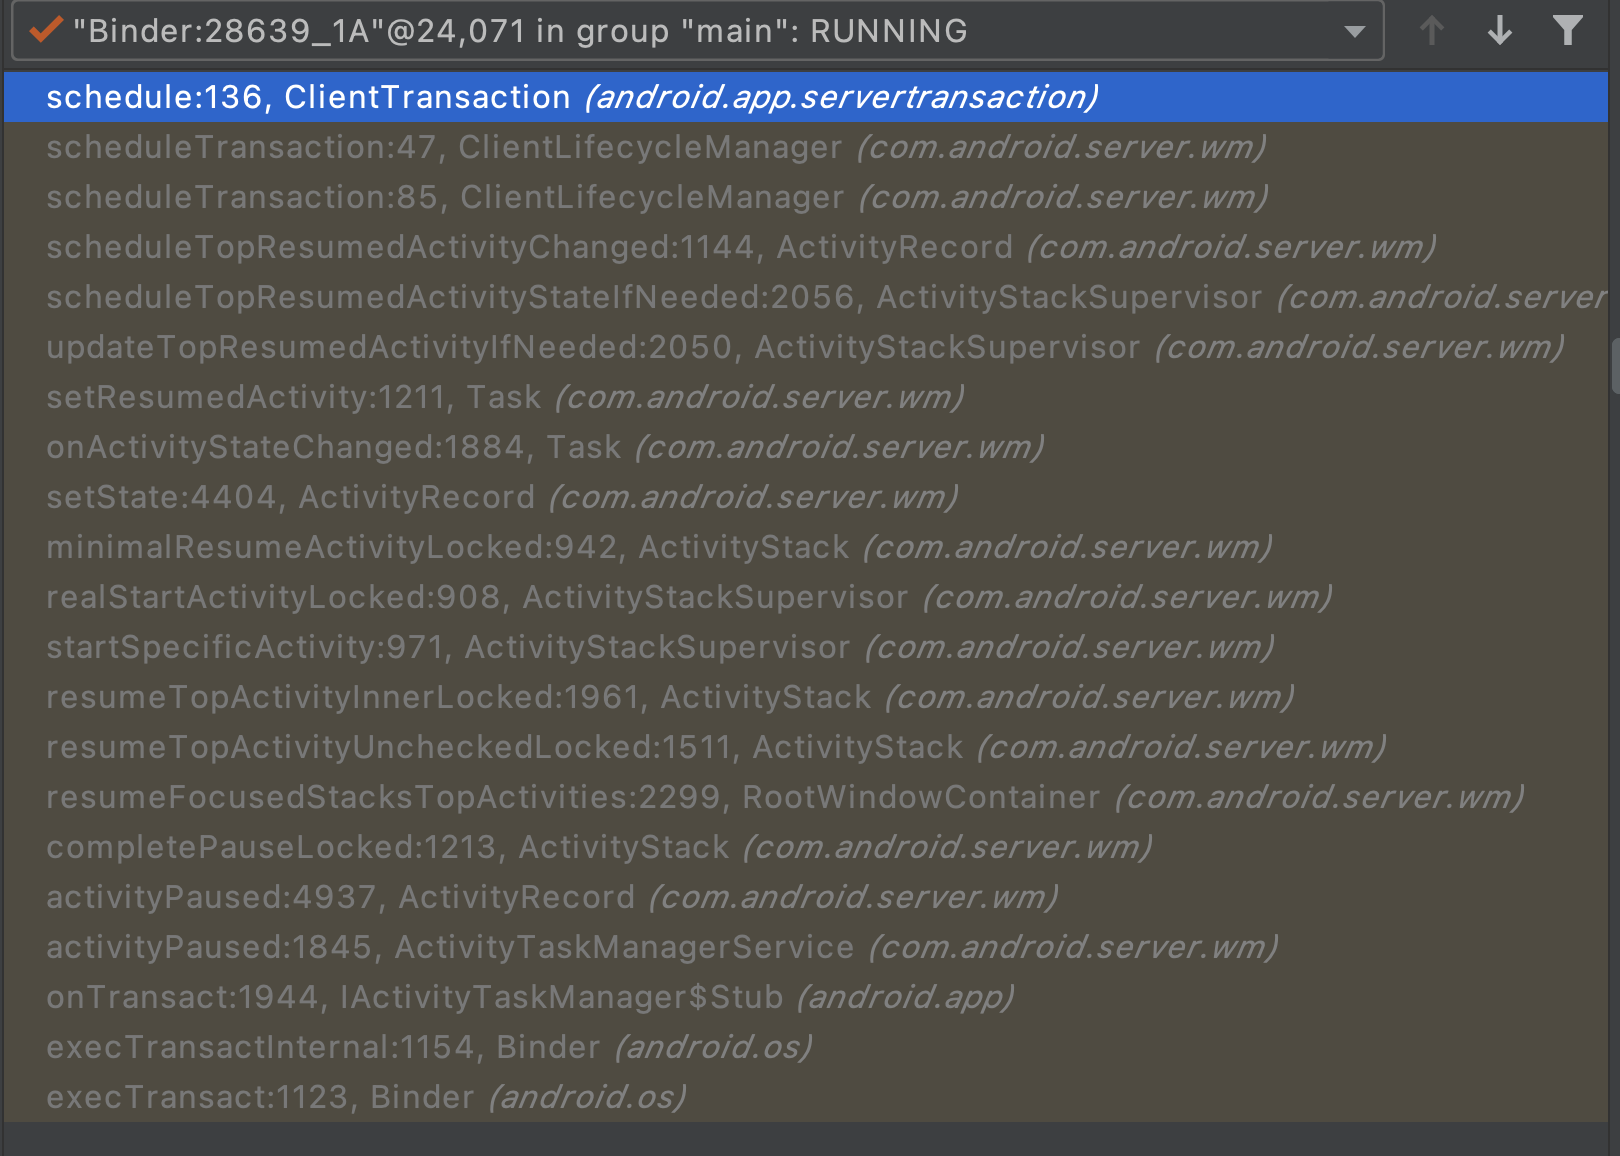 "Binder:28639_1A"@24,071 in group "main": RUNNING
schedule:136, ClientTransaction (android.app.servertransaction)
scheduleTransaction:47, ClientLifecycleManager (com.android.server.wm)
scheduleTransaction:85, ClientLifecycleManager (com.android.server.wm)
scheduleTopResumedActivityChanged:1144, ActivityRecord (com.android.server.wm)
scheduleTopResumedActivityStateIfNeeded:2056, ActivityStackSupervisor (com.android.server
updateTopResumedActivityIfNeeded:2050, ActivityStackSupervisor (com.android.server.wm)
setResumedActivity:1211, Task (com.android.server.wm)
onActivityStateChanged:1884, Task (com.android.server.wm)
setState:4404, ActivityRecord (com.android.server.wm)
minimalResumeActivityLocked:942, ActivityStack (com.android.server.wm)
realStartActivityLocked:908, ActivityStackSupervisor (com.android.server.wm)
startSpecificActivity:971, ActivityStackSupervisor (com.android.server.wm)
resumeTopActivityInnerLocked:1961, ActivityStack (com.android.server.wm)
resumeTopActivityUncheckedLocked:1511, ActivityStack (com.android.server.wm)
resumeFocusedStacksTopActivities:2299, RootWindowContainer (com.android.server.wm)
completePauseLocked:1213, ActivityStack (com.android.server.wm)
activityPaused:4937, ActivityRecord (com.android.server.wm)
activityPaused:1845, ActivityTaskManagerService (com.android.server.wm)
onTransact:1944, IActivityTaskManager$Stub (android.app)
execTransactInternal:1154, Binder (android.os)
execTransact:1123, Binder (android.os)